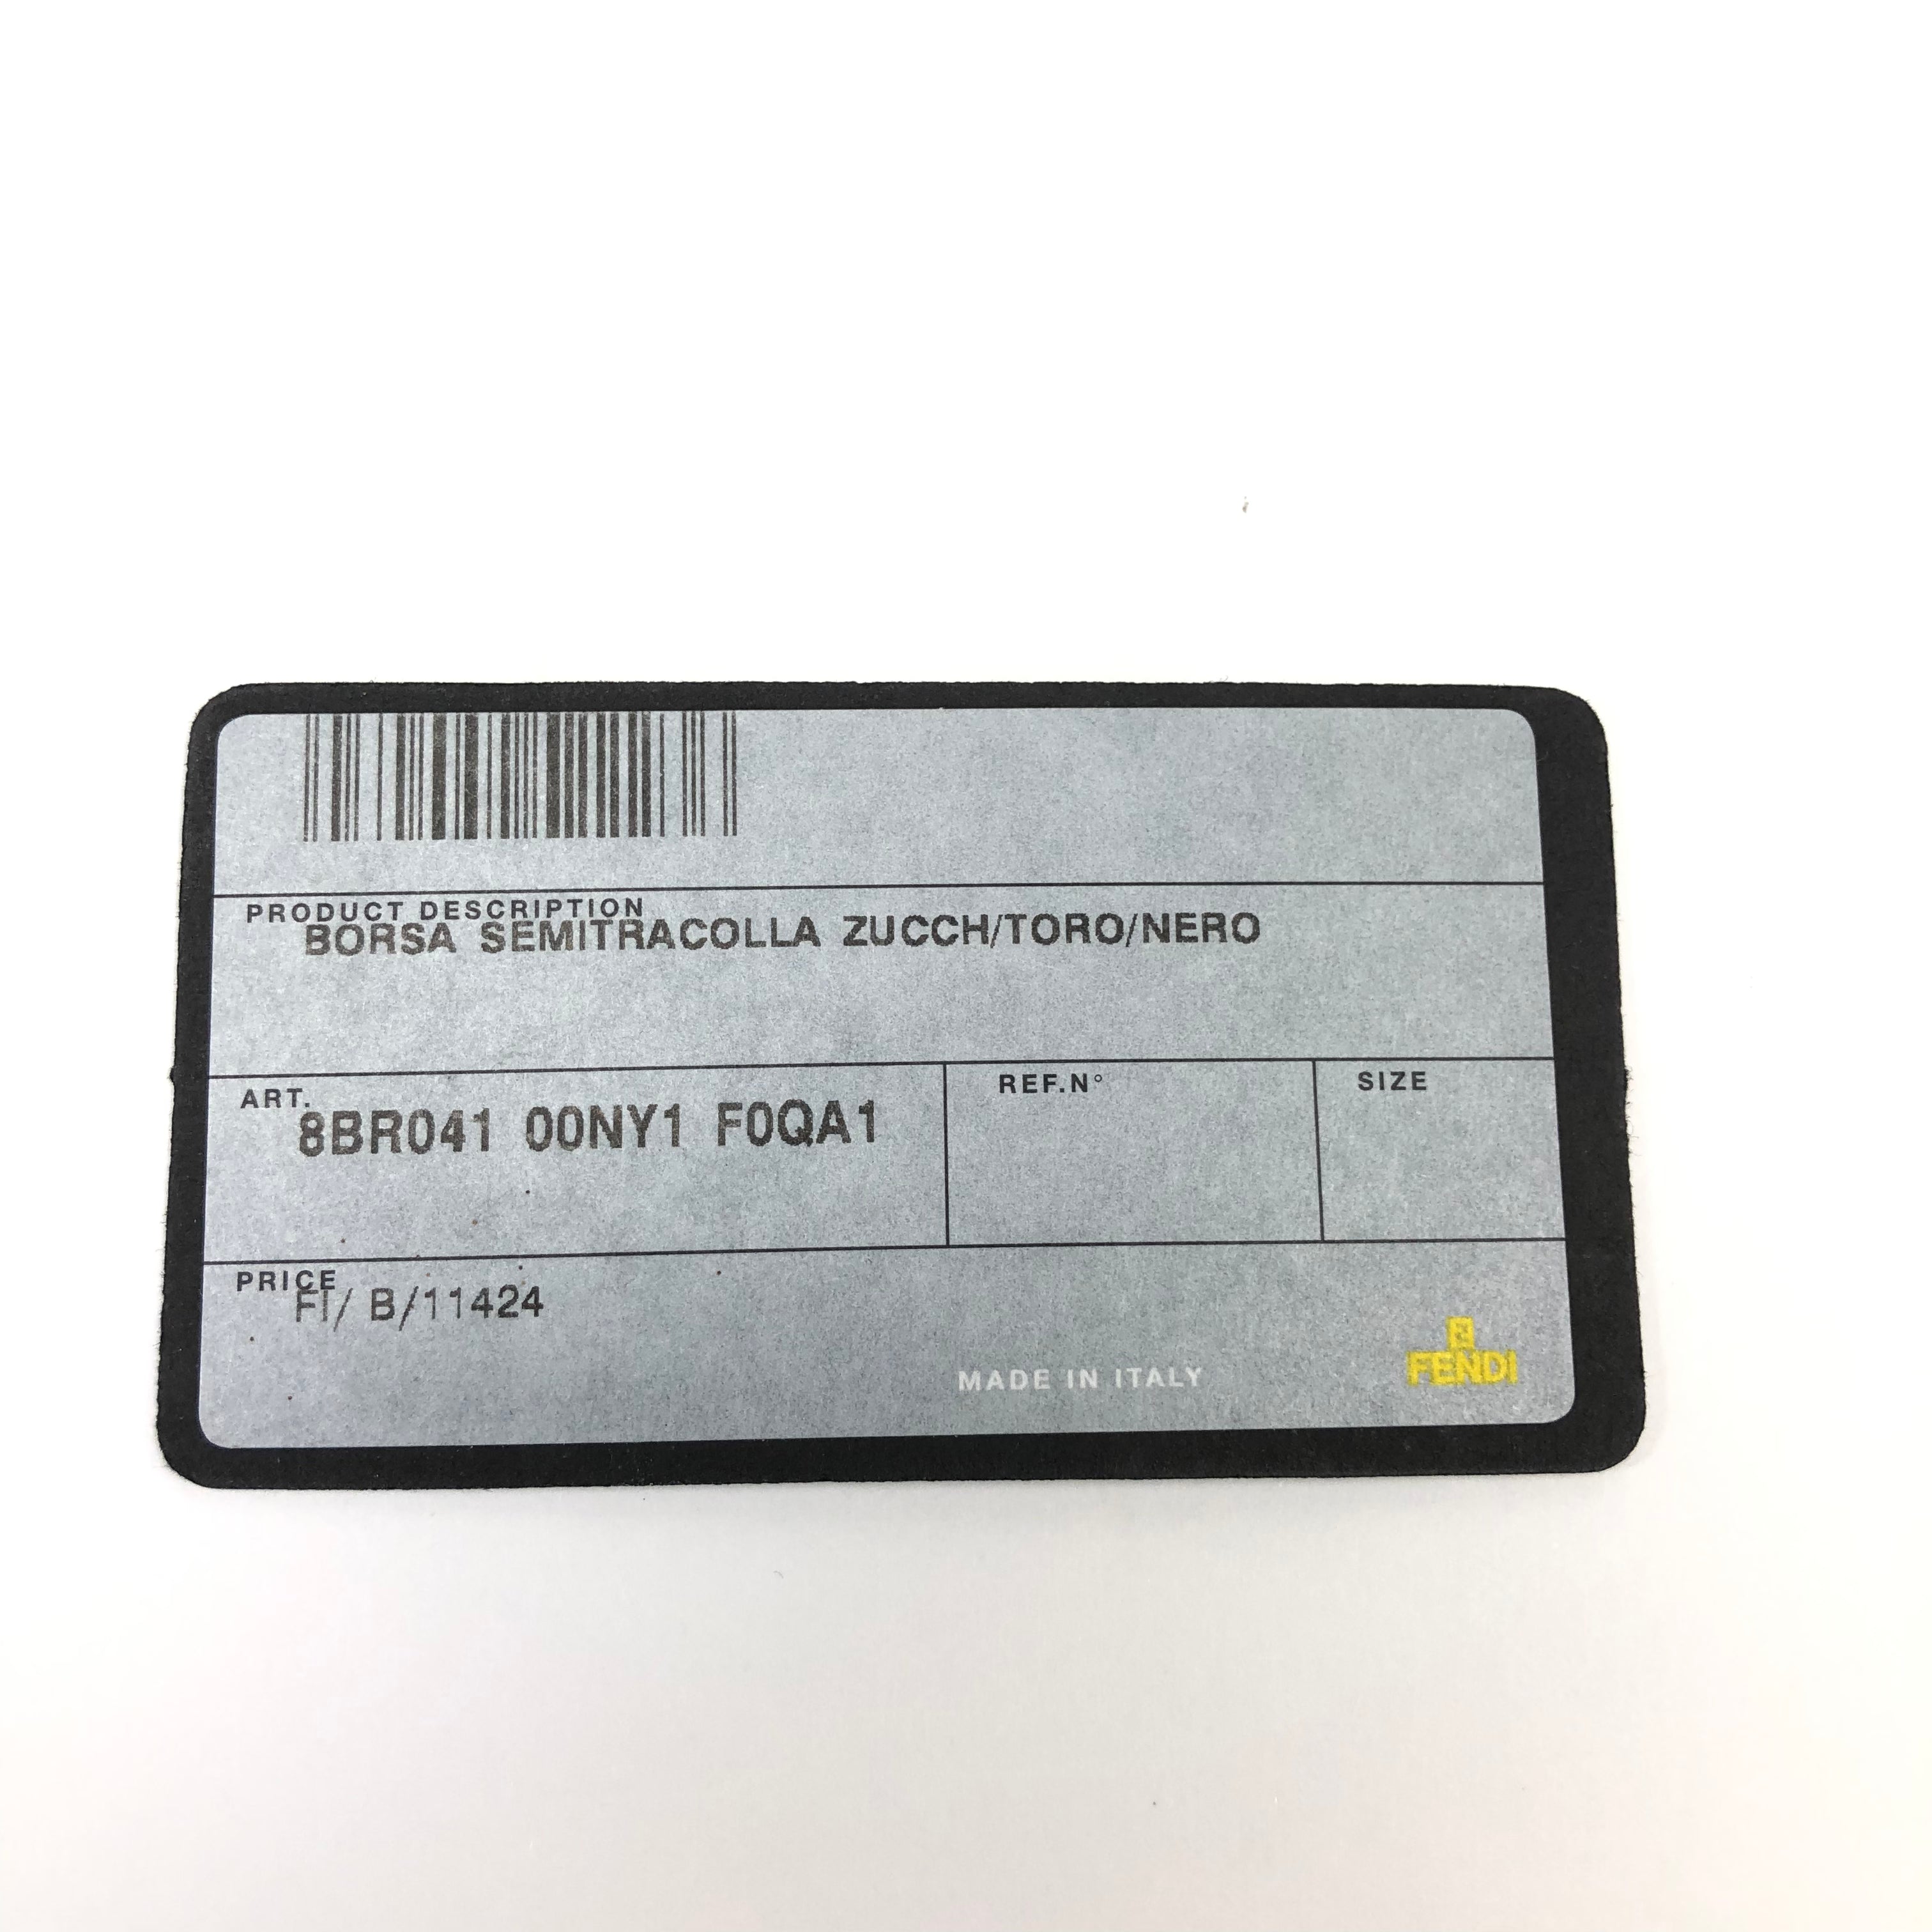 PRODUCT DESCRIPTION
BORSA SEMITRACOLLA ZUCCH/TORO/NERO
ART.
8BR041 00NY1 F0QA1
REF.N°
SIZE
PRICE
FI/ B/11424
MADE IN ITALY
FENDI